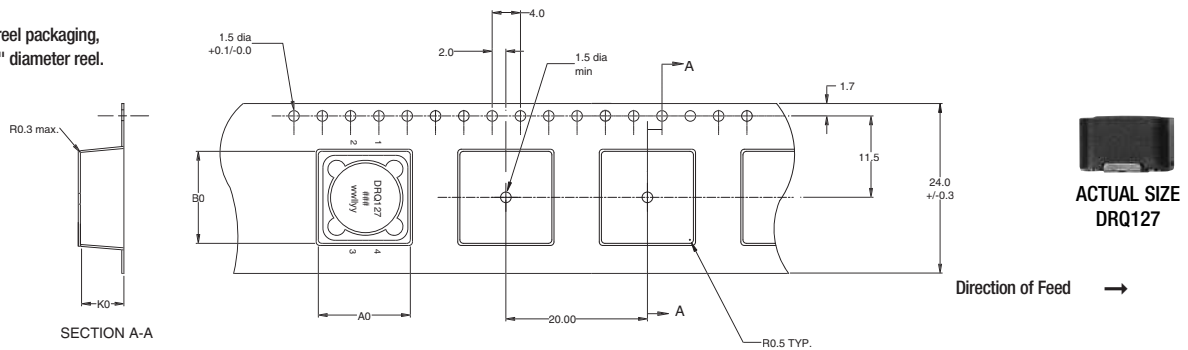 reel packaging,
" diameter reel.
1.5 dia
+0.1/-0.0
4.0
2.0
1.5 dia
min
A
1.7
R0.3 max.
2 1
DRQ127
###
wwllyy
3 4
B0
11.5
24.0
+/-0.3
ACTUAL SIZE
DRQ127
Direction of Feed →
K0
A0
20.00
A
R0.5 TYP.
SECTION A-A